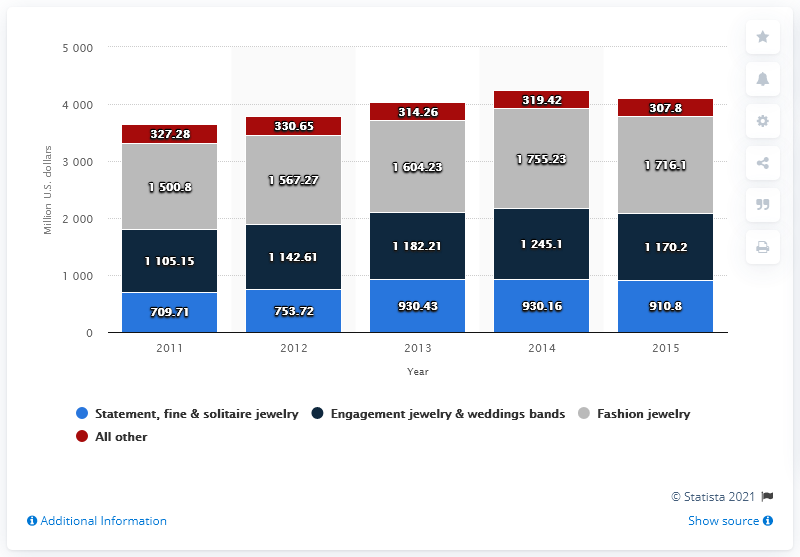 5 000
4 000
3 000
2 000
1 000
0
Million U.S. dollars
327.28 330.65 314.26 319.42 307.8
1 500.8 1 567.27 1 604.23 1 755.23 1 716.1
1 105.15 1 142.61 1 182.21 1 245.1 1 170.2
709.71 753.72 930.43 930.16 910.8
2011 2012 2013 2014 2015
Year
Statement, fine & solitaire jewelry Engagement jewelry & weddings bands Fashion jewelry
All other
© Statista 2021
Additional Information Show source